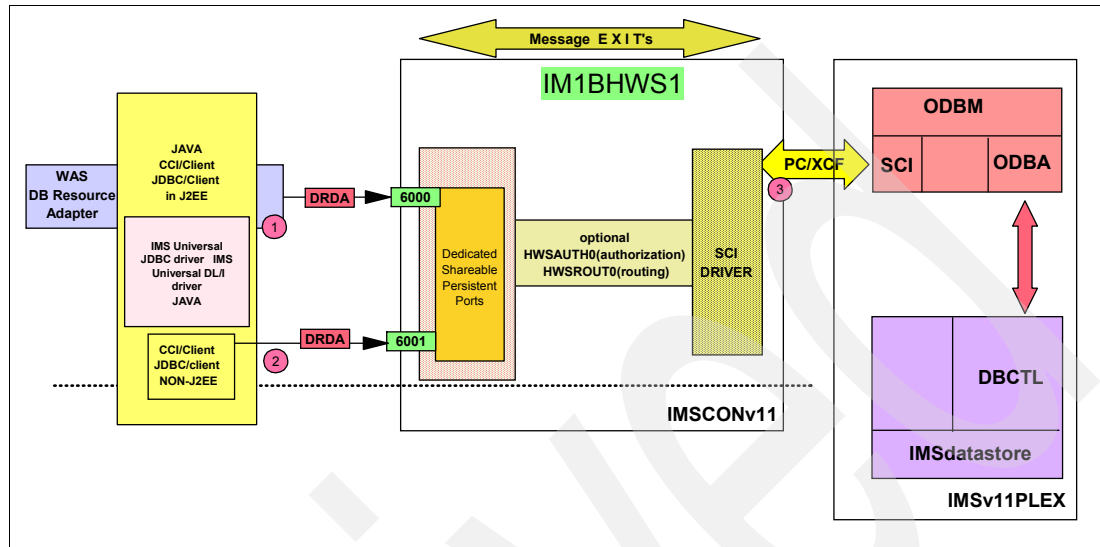 Message E X I T's
IM1BHWS1
WAS
DB Resource
Adapter
JAVA
CCI/Client
JDBC/Client
in J2EE
1
IMS Universal
JDBC driver IMS
Universal DL/I
driver
JAVA
CCI/Client
JDBC/client
NON-J2EE
2
DRDA
6000
DRDA
6001
Dedicated
Shareable
Persistent
Ports
optional
HWSAUTH0(authorization)
HWSROUT0(routing)
SCI
DRIVER
IMSCONv11
PC/XCF
3
ODBM
SCI
ODBA
DBCTL
IMSdatastore
IMSv11PLEX